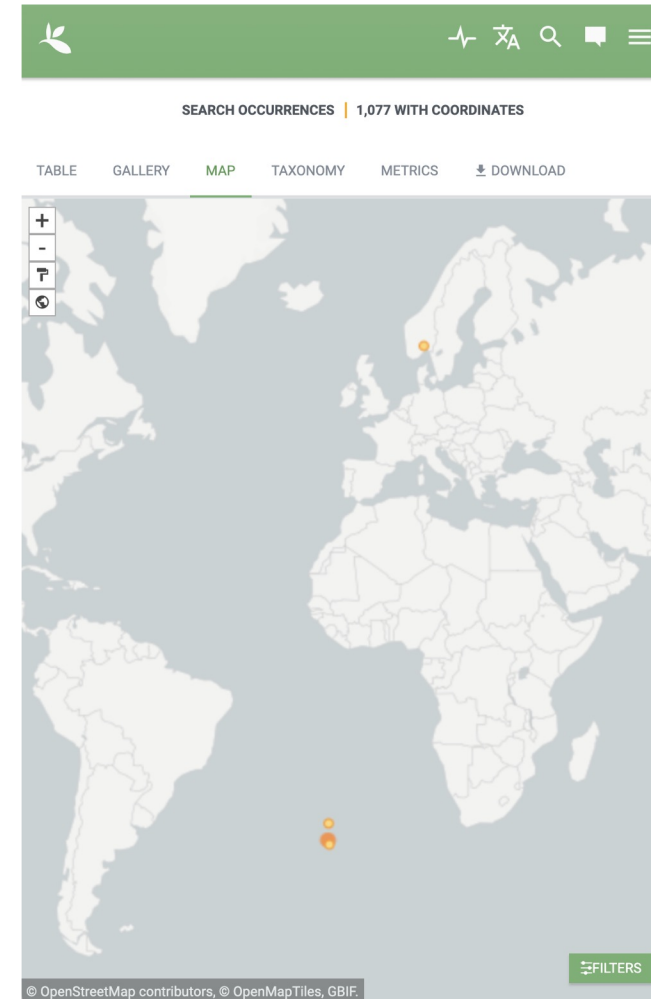 SEARCH OCCURRENCES | 1,077 WITH COORDINATES
TABLE GALLERY MAP TAXONOMY METRICS DOWNLOAD
+
-
FILTERS
© OpenStreetMap contributors, © OpenMapTiles, GBIF.